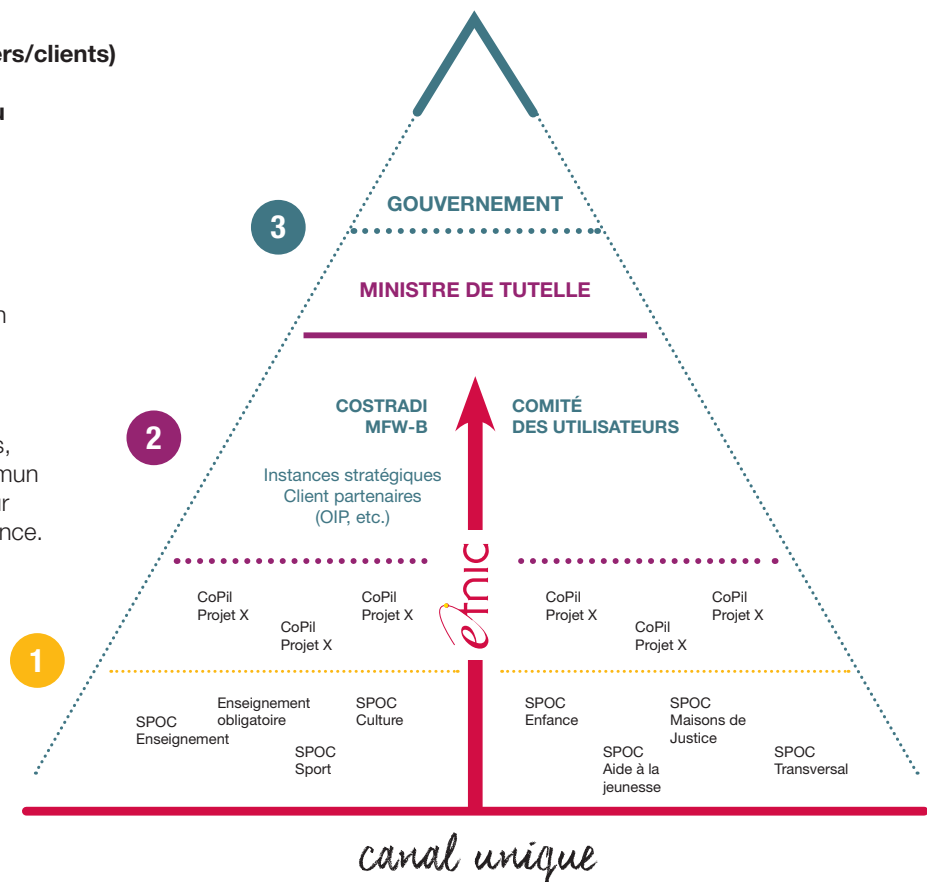 ers/clients)
u
n
s,
mun
ur
nce.
3
GOUVERNEMENT
MINISTRE DE TUTELLE
2
COSTRADI
MFW-B
COMITÉ
DES UTILISATEURS
Instances stratégiques
Client partenaires
(OIP, etc.)
etnic
CoPil
Projet X
CoPil
Projet X
CoPil
Projet X
CoPil
Projet X
CoPil
Projet X
CoPil
Projet X
1
SPOC
Enseignement
Enseignement
obligatoire
SPOC
Sport
SPOC
Culture
SPOC
Enfance
SPOC
Aide à la
jeunesse
SPOC
Maisons de
Justice
SPOC
Transversal
canal unique